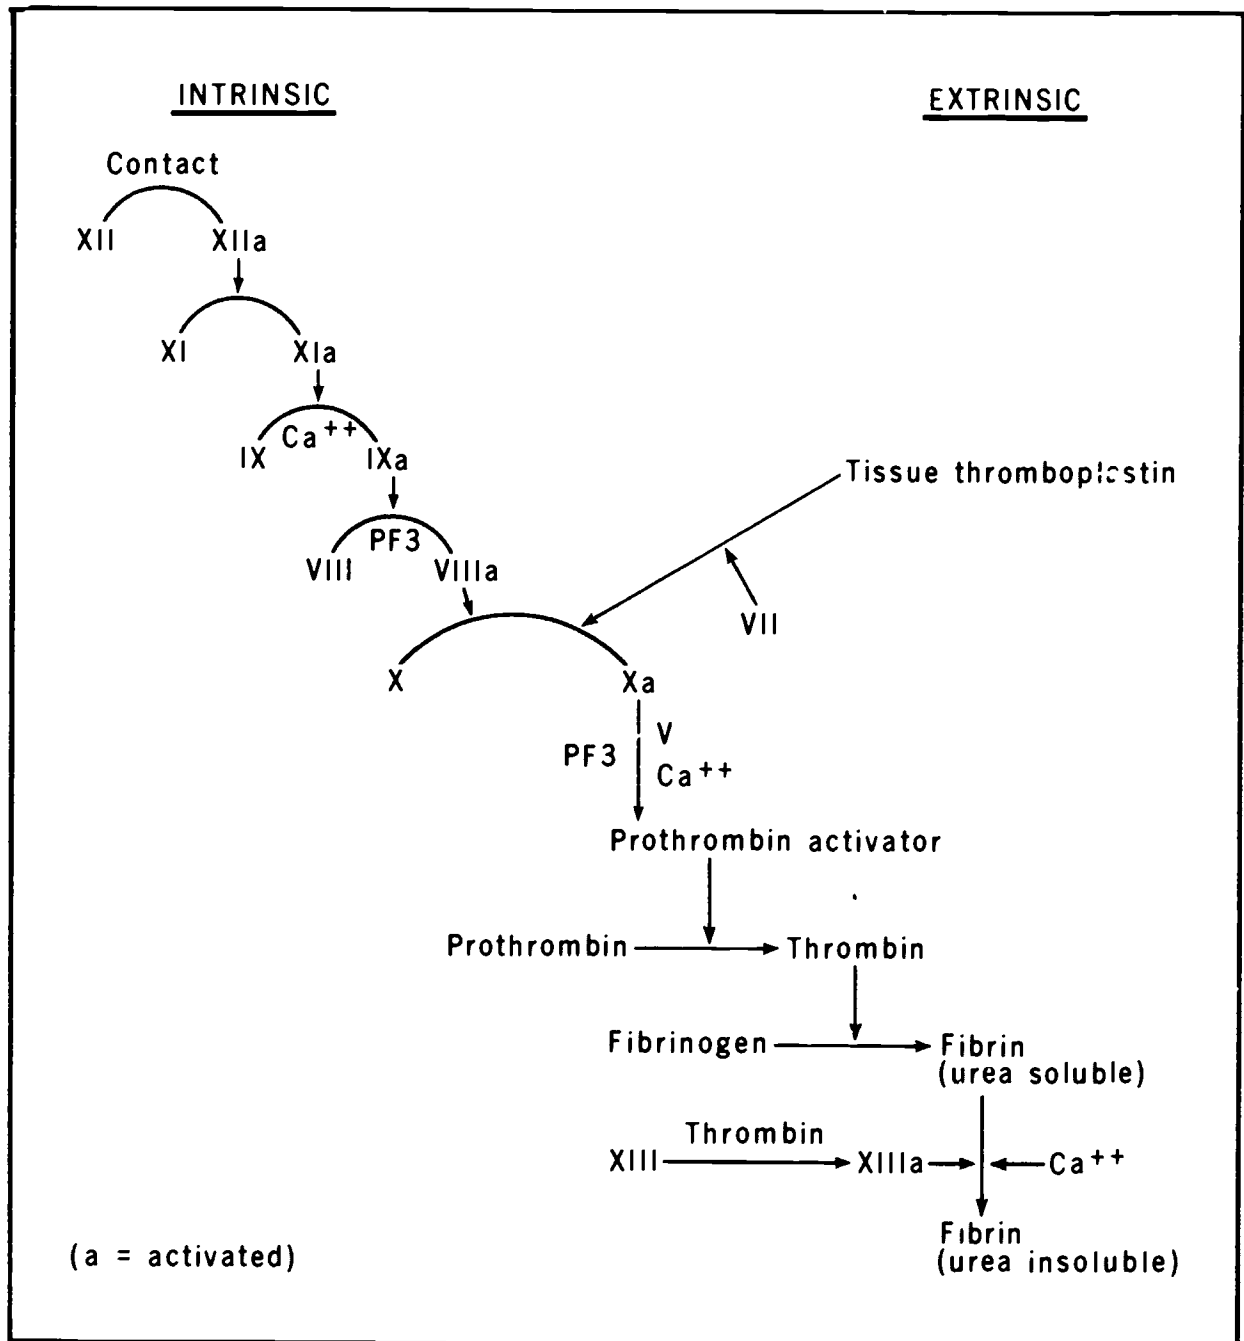 INTRINSIC
EXTRINSIC
Contact
XII
XIIa
XI
XIa
IX
Ca++
IXa
Tissue thromboplastin
VIII
PF3
VIIIa
VII
X
Xa
PF3
V
Ca++
Prothrombin activator
Prothrombin
Thrombin
Fibrinogen
Fibrin
(urea soluble)
Thrombin
XIII
XIIIa
Ca++
Fibrin
(urea insoluble)
(a = activated)